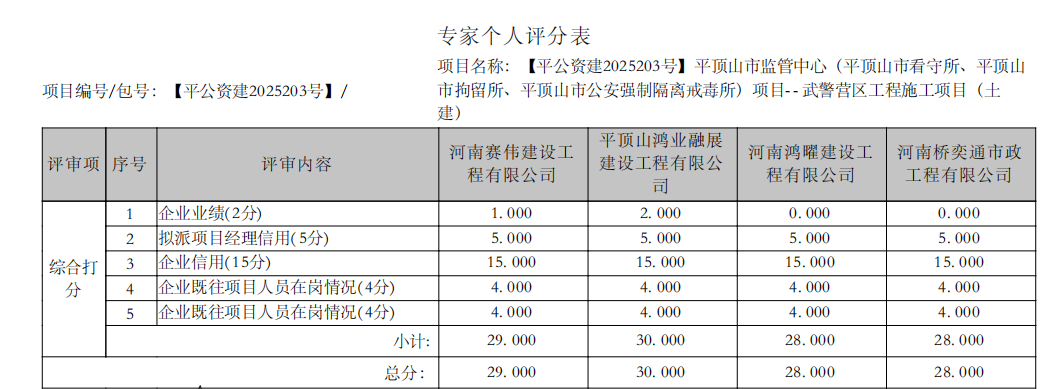 专家个人评分表
项目编号/包号: 【平公资建2025203号】/
项目名称: 【平公资建2025203号】平顶山市监管中心（平顶山市看守所、平顶山
市拘留所、平顶山市公安强制隔离戒毒所）项目--武警营区工程施工项目（土
建）
评审项 序号 评审内容 河南赛伟建设工程有限公司 平顶山鸿业融展建设工程有限公司 河南鸿曜建设工程有限公司 河南桥奕通市政工程有限公司
综合打分
1 企业业绩(2分) 1.000 2.000 0.000 0.000
2 拟派项目经理信用(5分) 5.000 5.000 5.000 5.000
3 企业信用(15分) 15.000 15.000 15.000 15.000
4 企业既往项目人员在岗情况(4分) 4.000 4.000 4.000 4.000
5 企业既往项目人员在岗情况(4分) 4.000 4.000 4.000 4.000
小计: 29.000 30.000 28.000 28.000
总分: 29.000 30.000 28.000 28.000